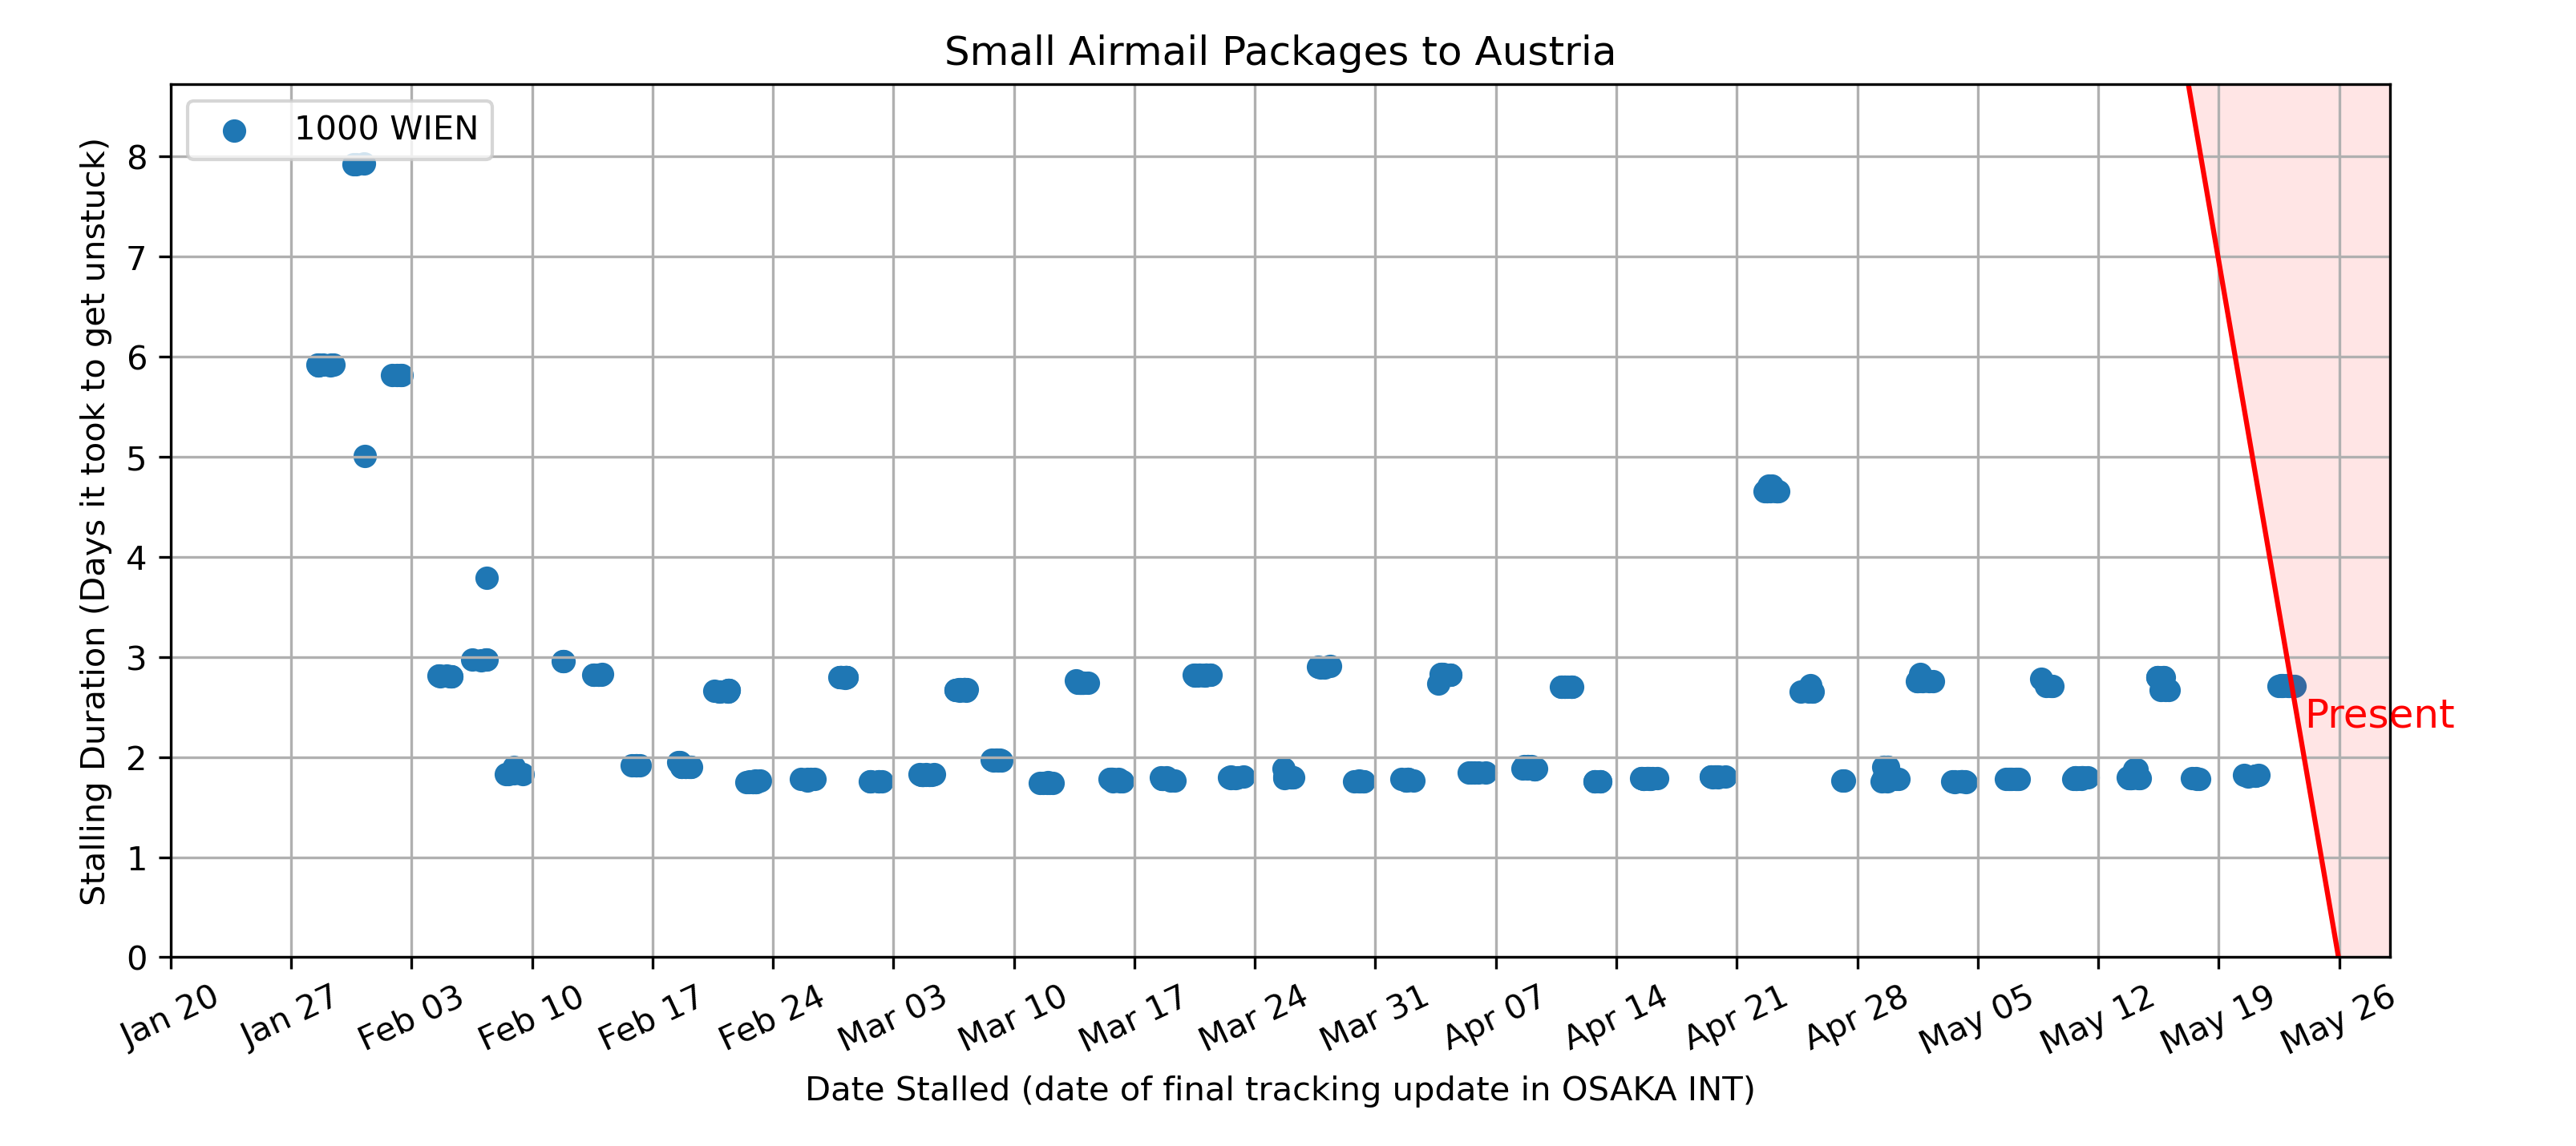 Small Airmail Packages to Austria
1000 WIEN
Stalling Duration (Days it took to get unstuck)
8
7
6
5
4
3
2
1
0
Present
Jan 20
Jan 27
Feb 03
Feb 10
Feb 17
Feb 24
Mar 03
Mar 10
Mar 17
Mar 24
Mar 31
Apr 07
Apr 14
Apr 21
Apr 28
May 05
May 12
May 19
May 26
Date Stalled (date of final tracking update in OSAKA INT)